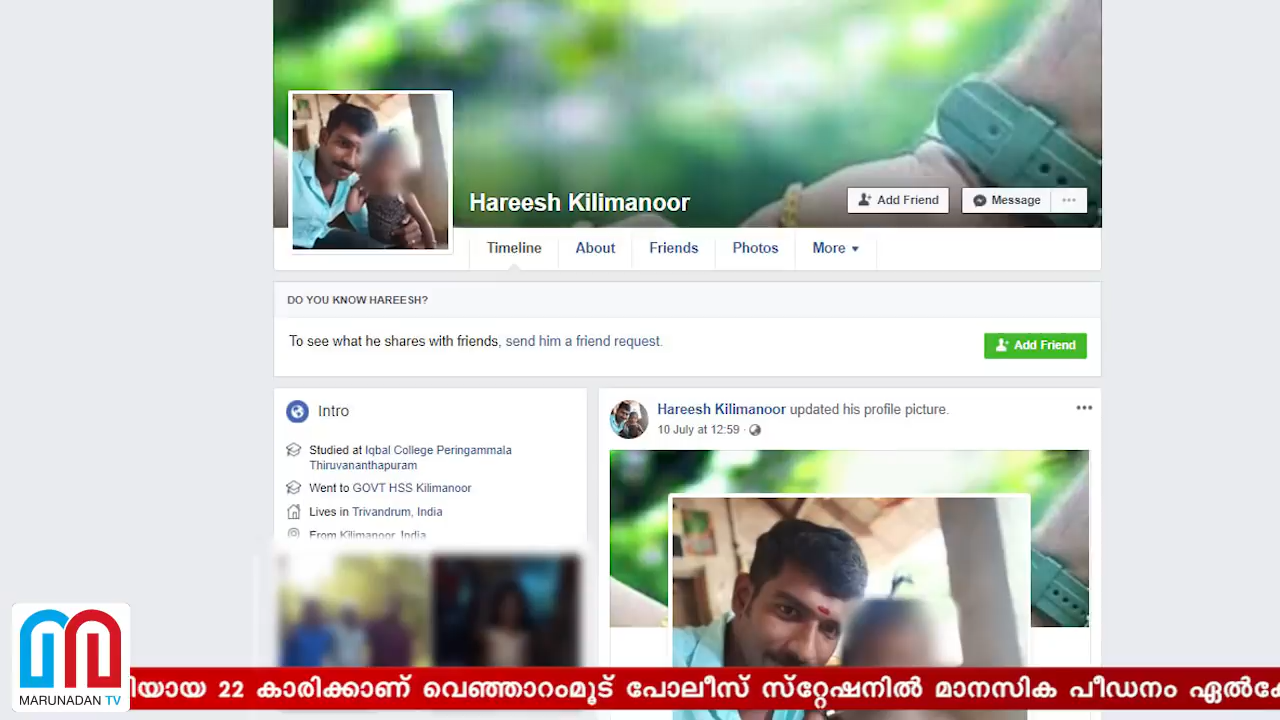 Hareesh Kilimanoor
Add Friend
Message
Timeline
About
Friends
Photos
More
DO YOU KNOW HAREESH?
To see what he shares with friends, send him a friend request.
Add Friend
Intro
Studied at Iqbal College Peringammala
Thiruvananthapuram
Went to GOVT HSS Kilimanoor
Lives in Trivandrum, India
From Kilimanoor, India
Hareesh Kilimanoor updated his profile picture.
10 July at 12:59
MARUNADAN TV
22 കാരിക്കാണ് വെഞ്ഞാറംമൂട് പോലീസ് സ്റ്റേഷനിൽ മാനസിക പീഡനം